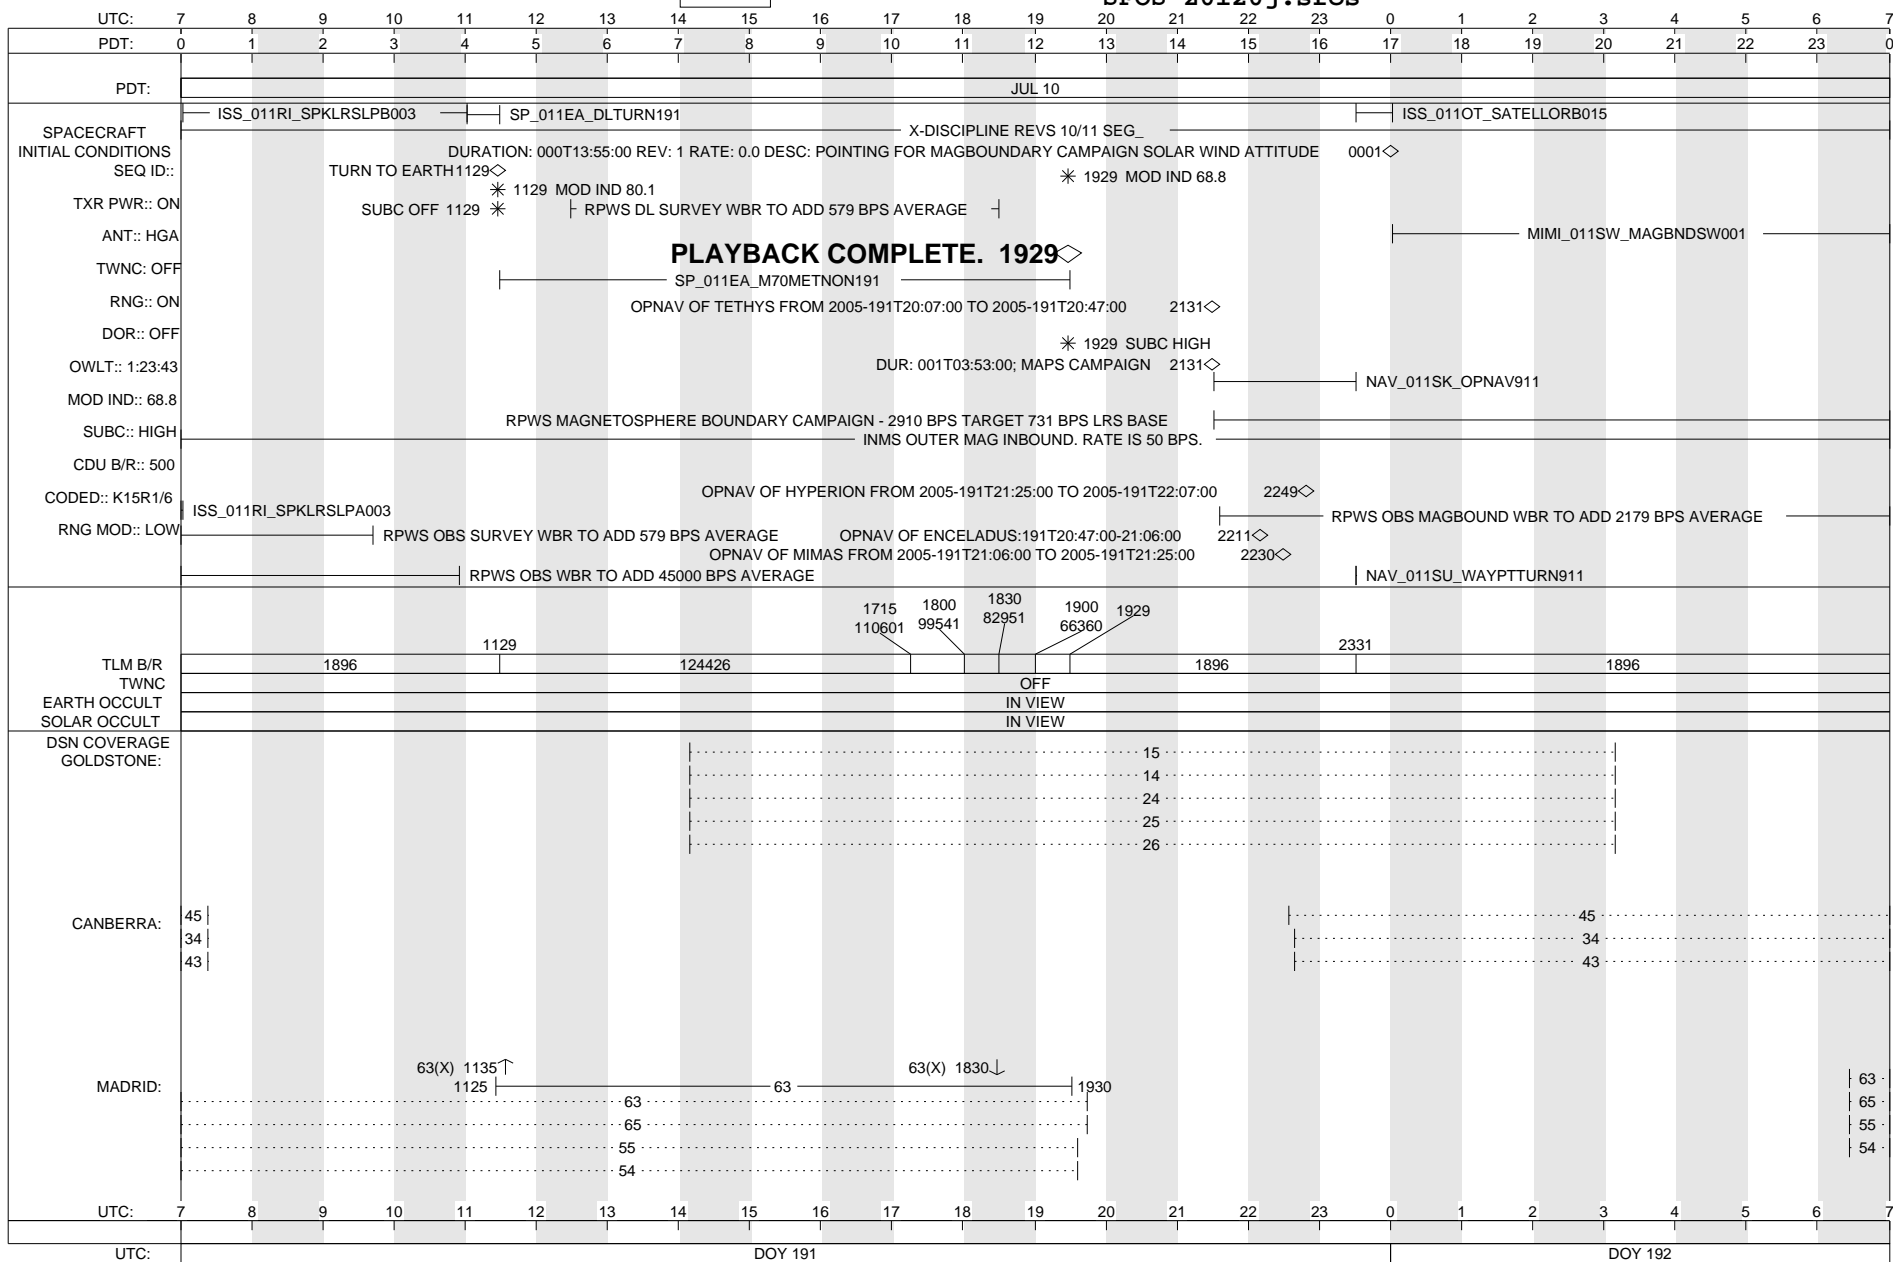 UTC: 7 8 9 10 11 12 13 14 15 16 17 18 19 20 21 22 23 0 1 2 3 4 5 6 7
PDT: 0 1 2 3 4 5 6 7 8 9 10 11 12 13 14 15 16 17 18 19 20 21 22 23 0
PDT: JUL 10
ISS_011RI_SPKLRSLPB003 SP_011EA_DLTURN191 ISS_011OT_SATELLORB015
SPACECRAFT X-DISCIPLINE REVS 10/11 SEG_
INITIAL CONDITIONS DURATION: 000T13:55:00 REV: 1 RATE: 0.0 DESC: POINTING FOR MAGBOUNDARY CAMPAIGN SOLAR WIND ATTITUDE 0001
SEQ ID:: TURN TO EARTH1129 1929 MOD IND 68.8
1129 MOD IND 80.1
TXR PWR:: ON SUBC OFF 1129 RPWS DL SURVEY WBR TO ADD 579 BPS AVERAGE
ANT:: HGA MIMI_011SW_MAGBNDSW001
PLAYBACK COMPLETE. 1929
TWNC: OFF
SP_011EA_M70METNON191
RNG:: ON OPNAV OF TETHYS FROM 2005-191T20:07:00 TO 2005-191T20:47:00 2131
DOR:: OFF
1929 SUBC HIGH
OWLT:: 1:23:43 DUR: 001T03:53:00; MAPS CAMPAIGN 2131
NAV_011SK_OPNAV911
MOD IND:: 68.8
RPWS MAGNETOSPHERE BOUNDARY CAMPAIGN - 2910 BPS TARGET 731 BPS LRS BASE
SUBC:: HIGH INMS OUTER MAG INBOUND. RATE IS 50 BPS.
CDU B/R:: 500
CODED:: K15R1/6 OPNAV OF HYPERION FROM 2005-191T21:25:00 TO 2005-191T22:07:00 2249
ISS_011RI_SPKLRSLPA003 RPWS OBS MAGBOUND WBR TO ADD 2179 BPS AVERAGE
RNG MOD:: LOW RPWS OBS SURVEY WBR TO ADD 579 BPS AVERAGE OPNAV OF ENCELADUS:191T20:47:00-21:06:00 2211
OPNAV OF MIMAS FROM 2005-191T21:06:00 TO 2005-191T21:25:00 2230
RPWS OBS WBR TO ADD 45000 BPS AVERAGE NAV_011SU_WAYPTTURN911
1715 1800 1830 1900 1929
110601 99541 82951 66360
1129 2331
TLM B/R 1896 124426 1896 1896
TWNC OFF
EARTH OCCULT IN VIEW
SOLAR OCCULT IN VIEW
DSN COVERAGE
GOLDSTONE: 15
14
24
25
26
CANBERRA: 45 45
34 34
43 43
63(X) 1135 63(X) 1830
MADRID: 1125 63 1930 63
63 65
65 55
55 54
54
UTC: 7 8 9 10 11 12 13 14 15 16 17 18 19 20 21 22 23 0 1 2 3 4 5 6 7
UTC: DOY 191 DOY 192